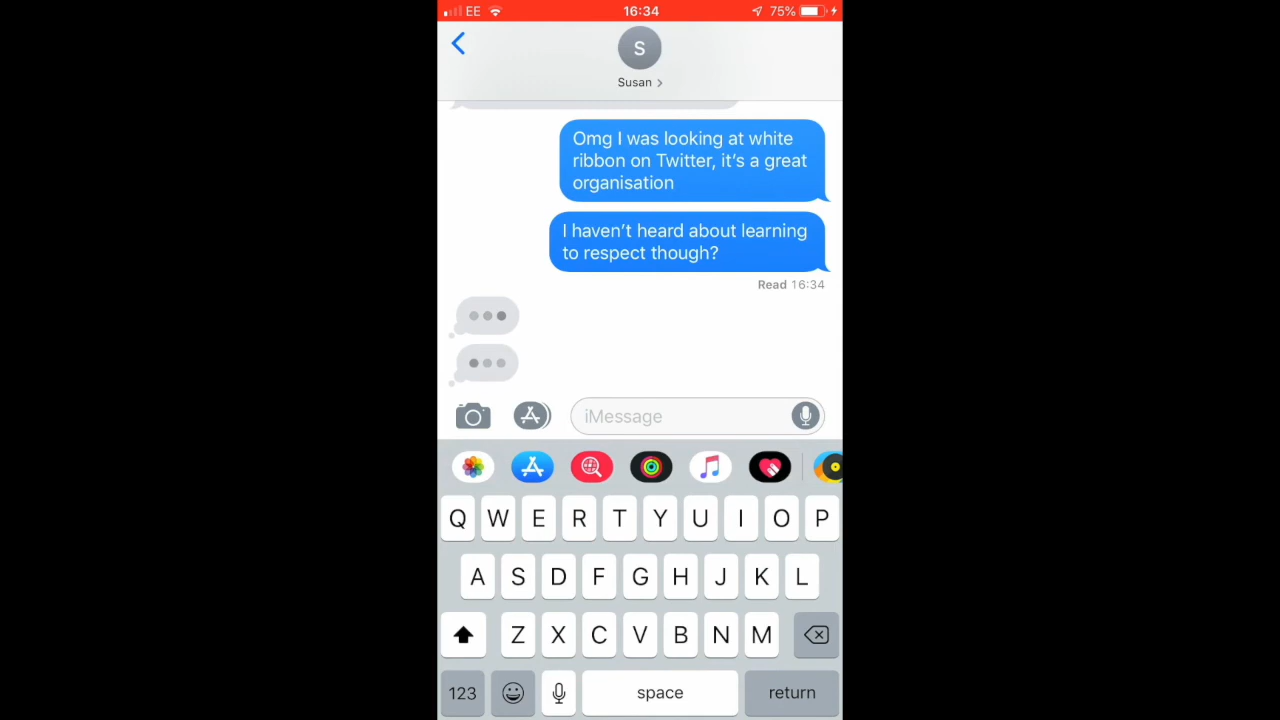 EE 16:34 75%
S
Susan >
Omg I was looking at white
ribbon on Twitter, it's a great
organisation
I haven't heard about learning
to respect though?
Read 16:34
iMessage
Q W E R T Y U I O P
A S D F G H J K L
Z X C V B N M
123 space return